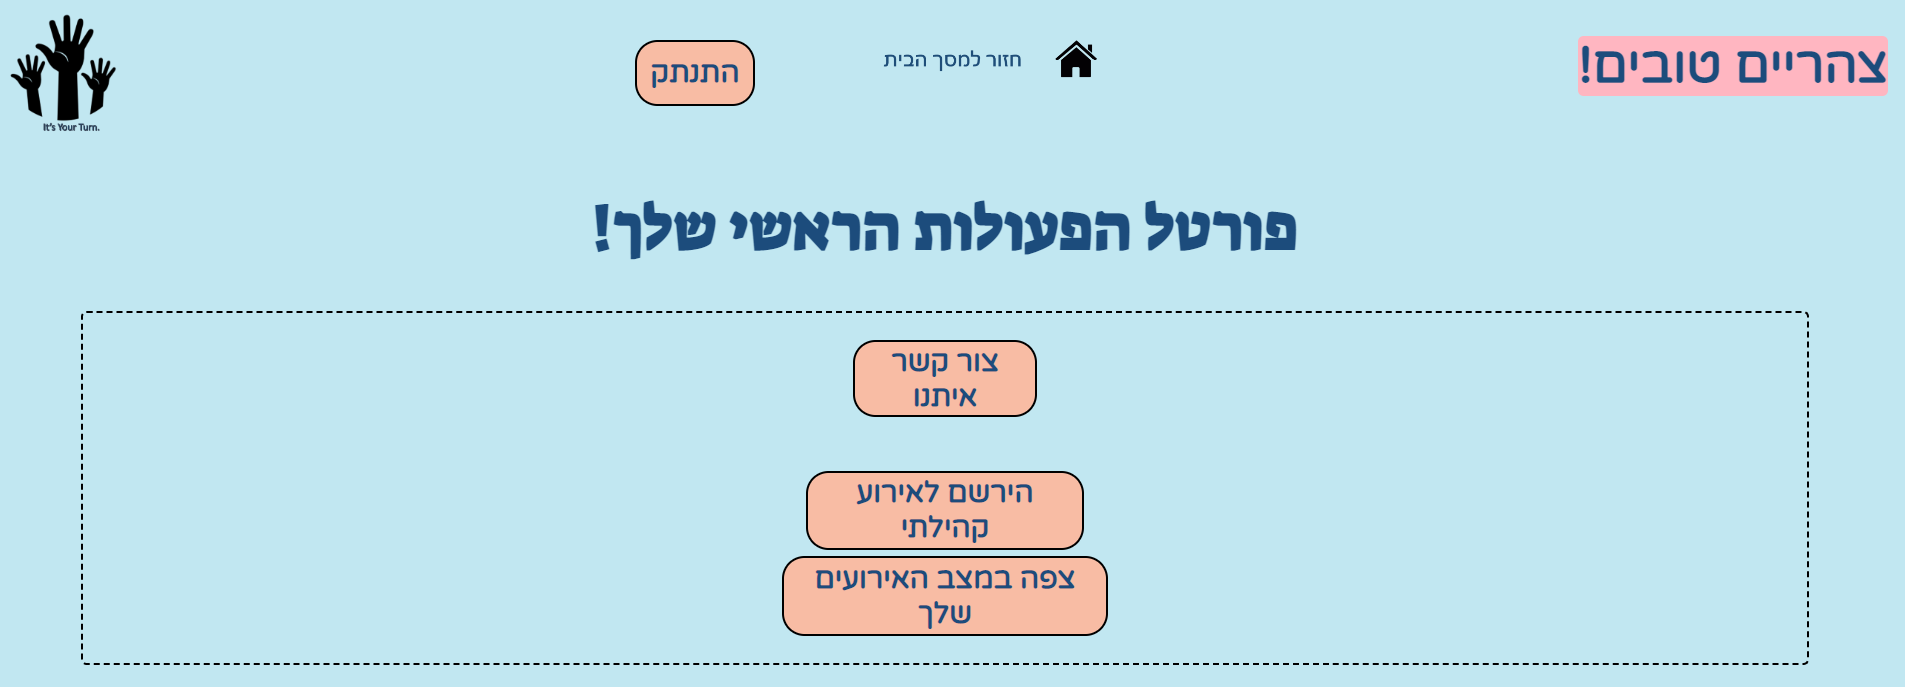 צהריים טובים!
חזור למסך הבית
התנתק
It's Your Turn.
פורטל הפעולות הראשי שלך!
צור קשר
איתנו
הירשם לאירוע
קהילתי
צפה במצב האירועים
שלך